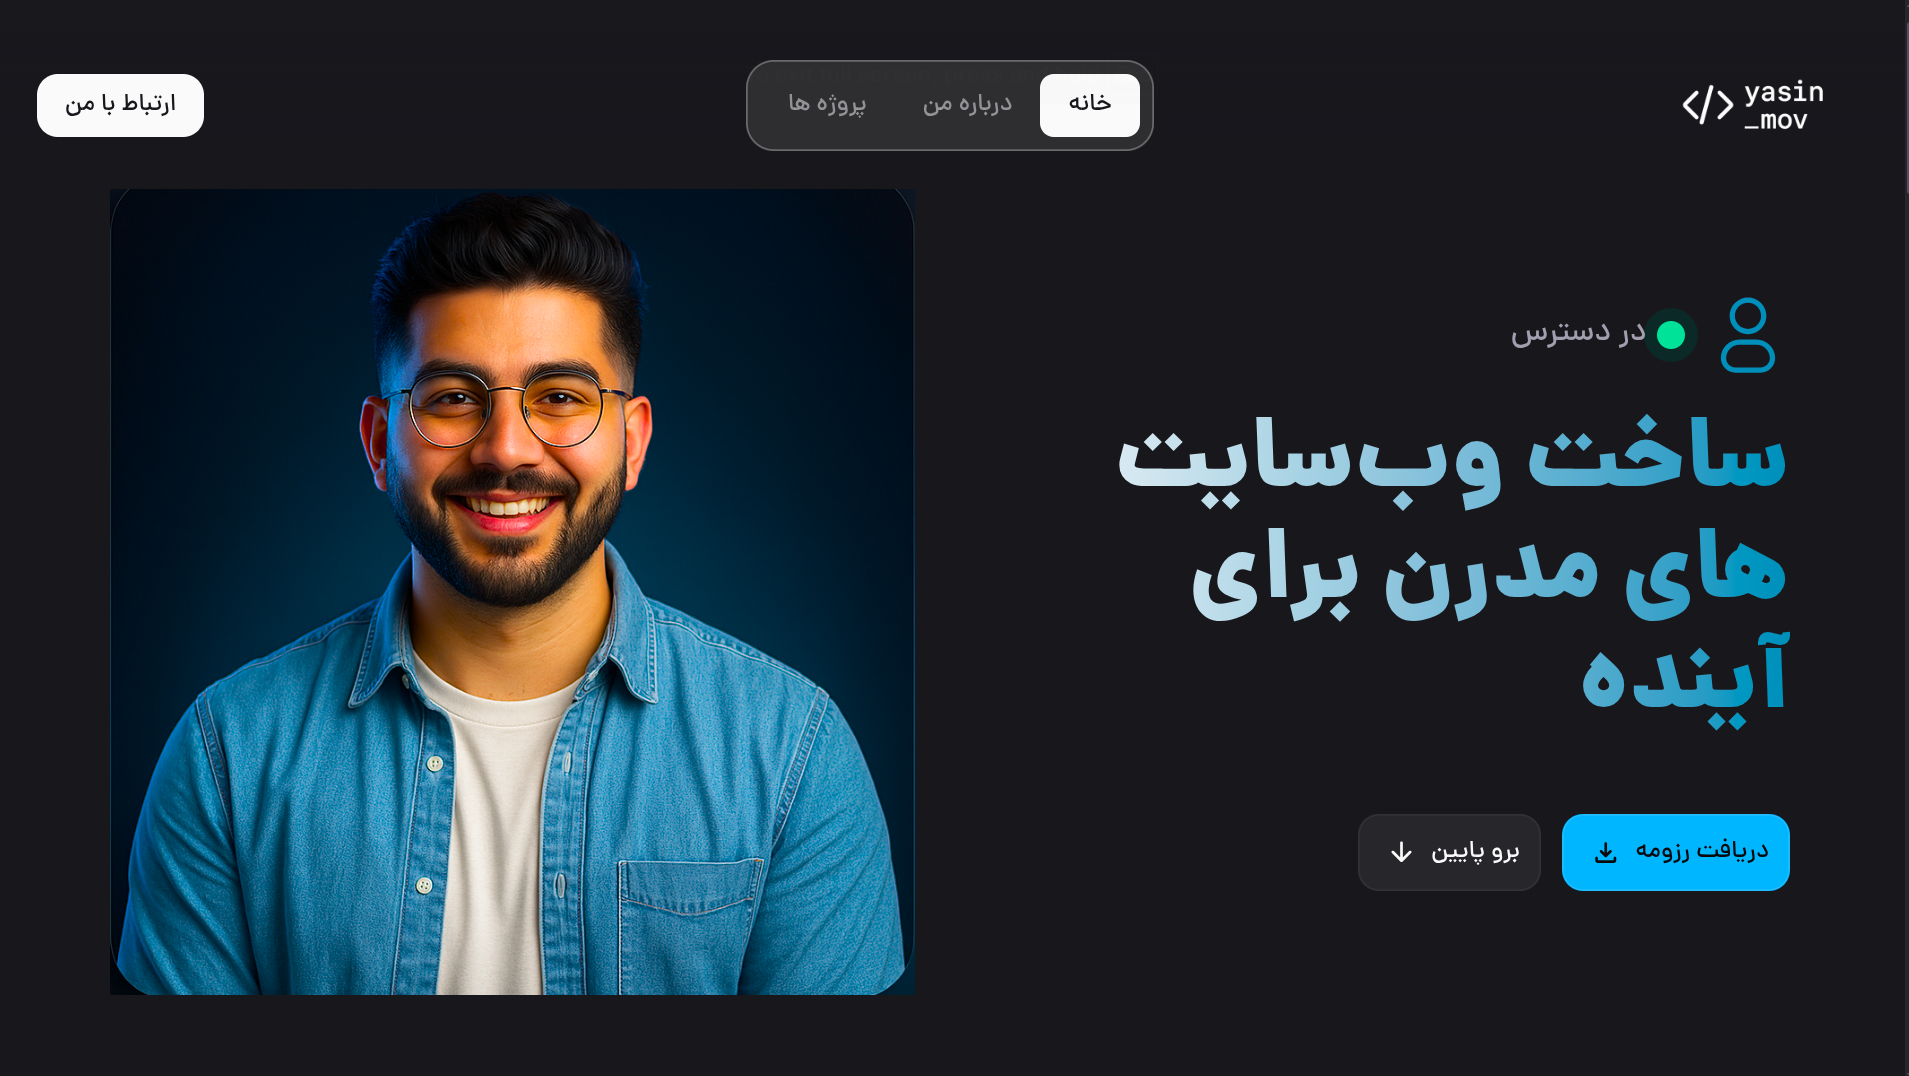 yasin
_mov
خانه
درباره من
پروژه ها
ارتباط با من
در دسترس
ساخت وب‌سایت
های مدرن برای
آینده
دریافت رزومه
برو پایین